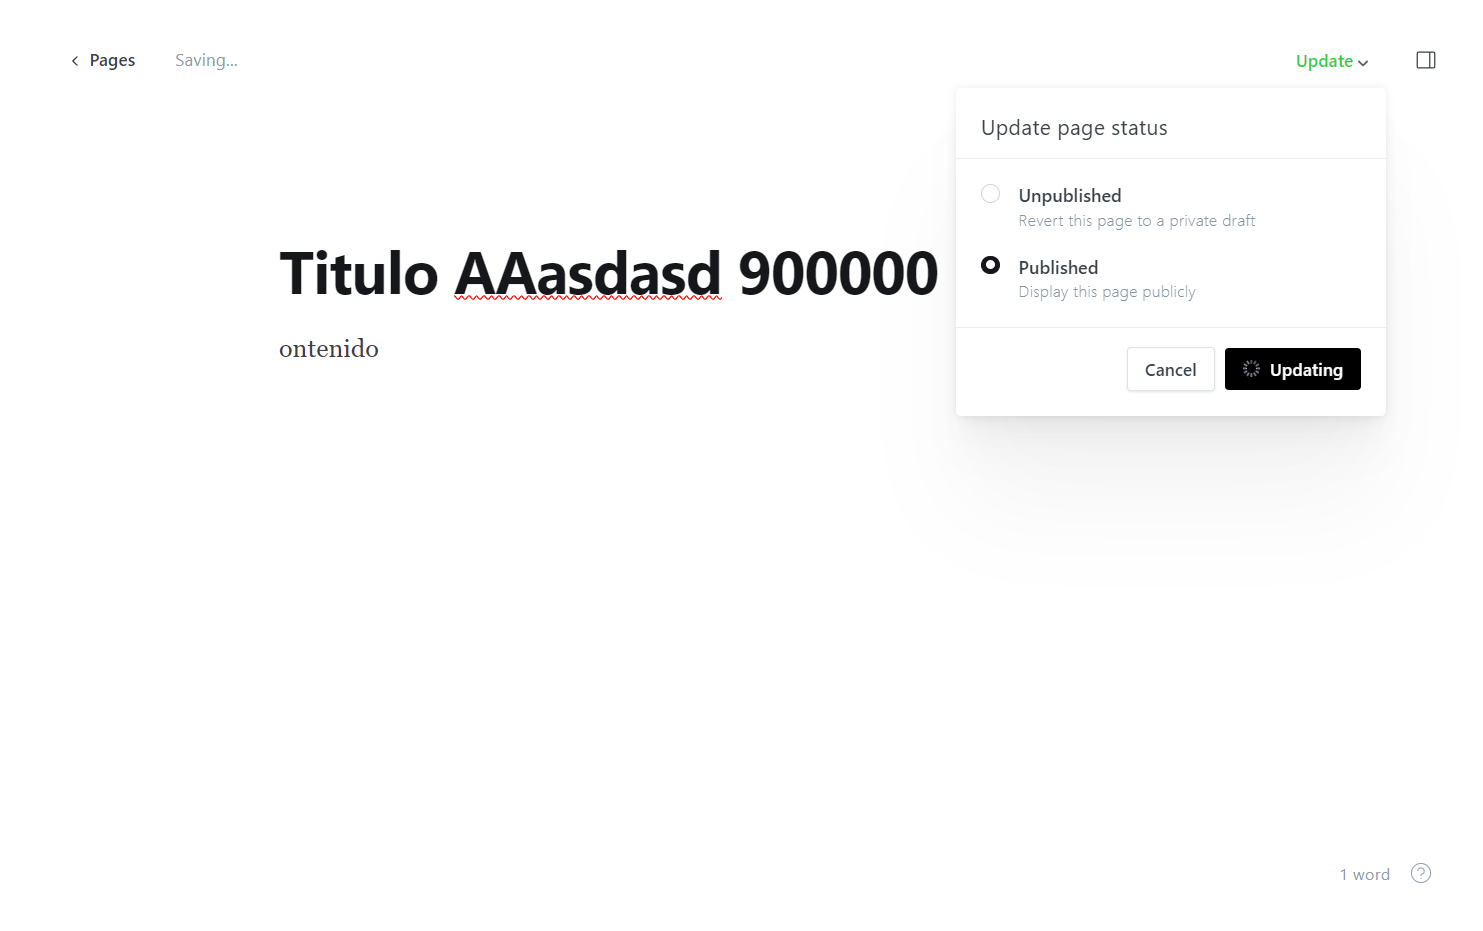 Pages
Saving...
Update
Update page status
Unpublished
Revert this page to a private draft
Published
Display this page publicly
Cancel
Updating
Titulo AAasdasd 900000
ontenido
1 word
?